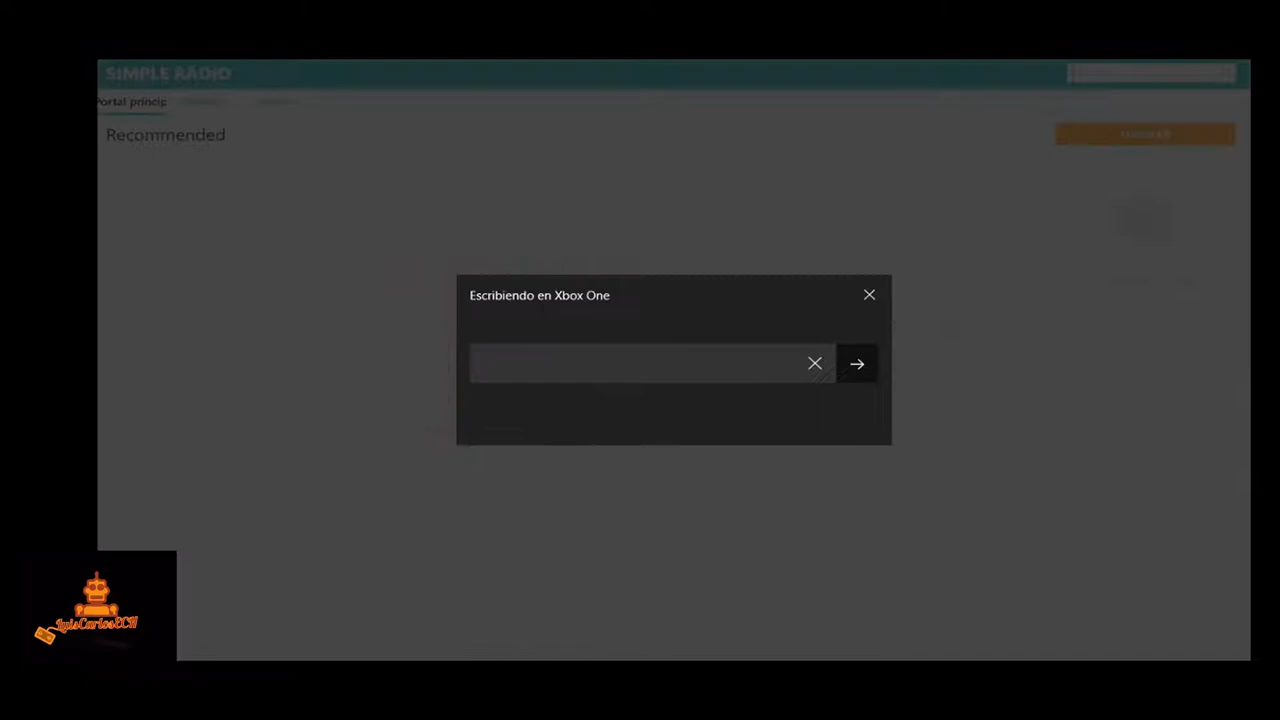 SIMPLE RADIO
Portal princip
Recommended
Escribiendo en Xbox One
LuisCarlosECH